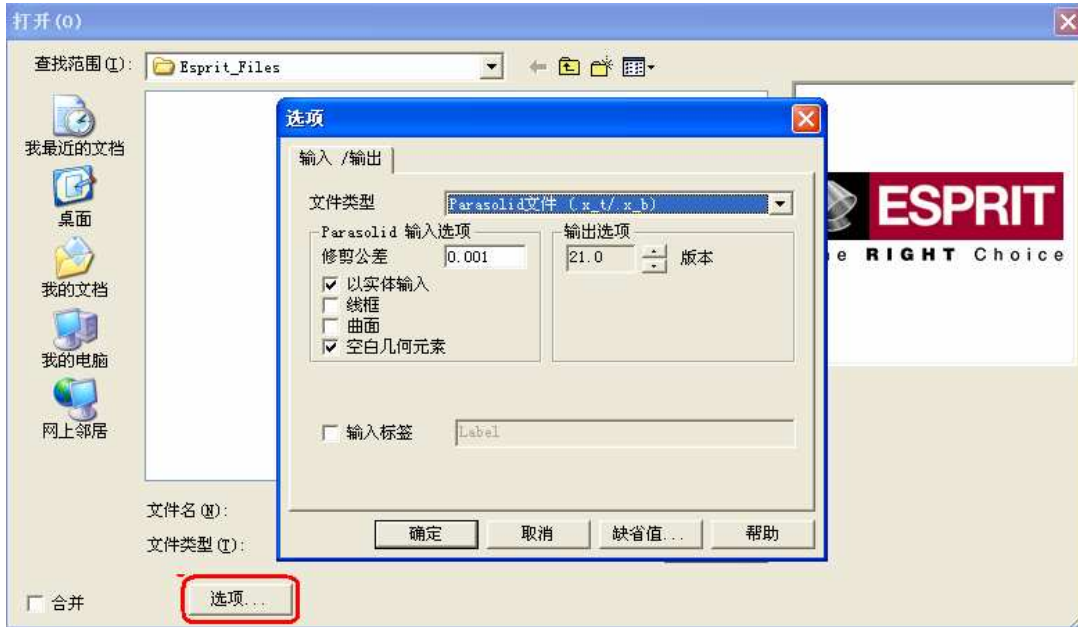 打开(O)
查找范围(I):
Esprit_Files
我最近的文档
桌面
我的文档
我的电脑
网上邻居
选项
输入 /输出
文件类型
Parasolid文件 (.x_t/.x_b)
Parasolid 输入选项
修剪公差
0.001
以实体输入
线框
曲面
空白几何元素
输出选项
21.0
版本
输入标签
Label
确定
取消
缺省值...
帮助
ESPRIT
RIGHT Choice
文件名(N):
文件类型(T):
合并
选项...